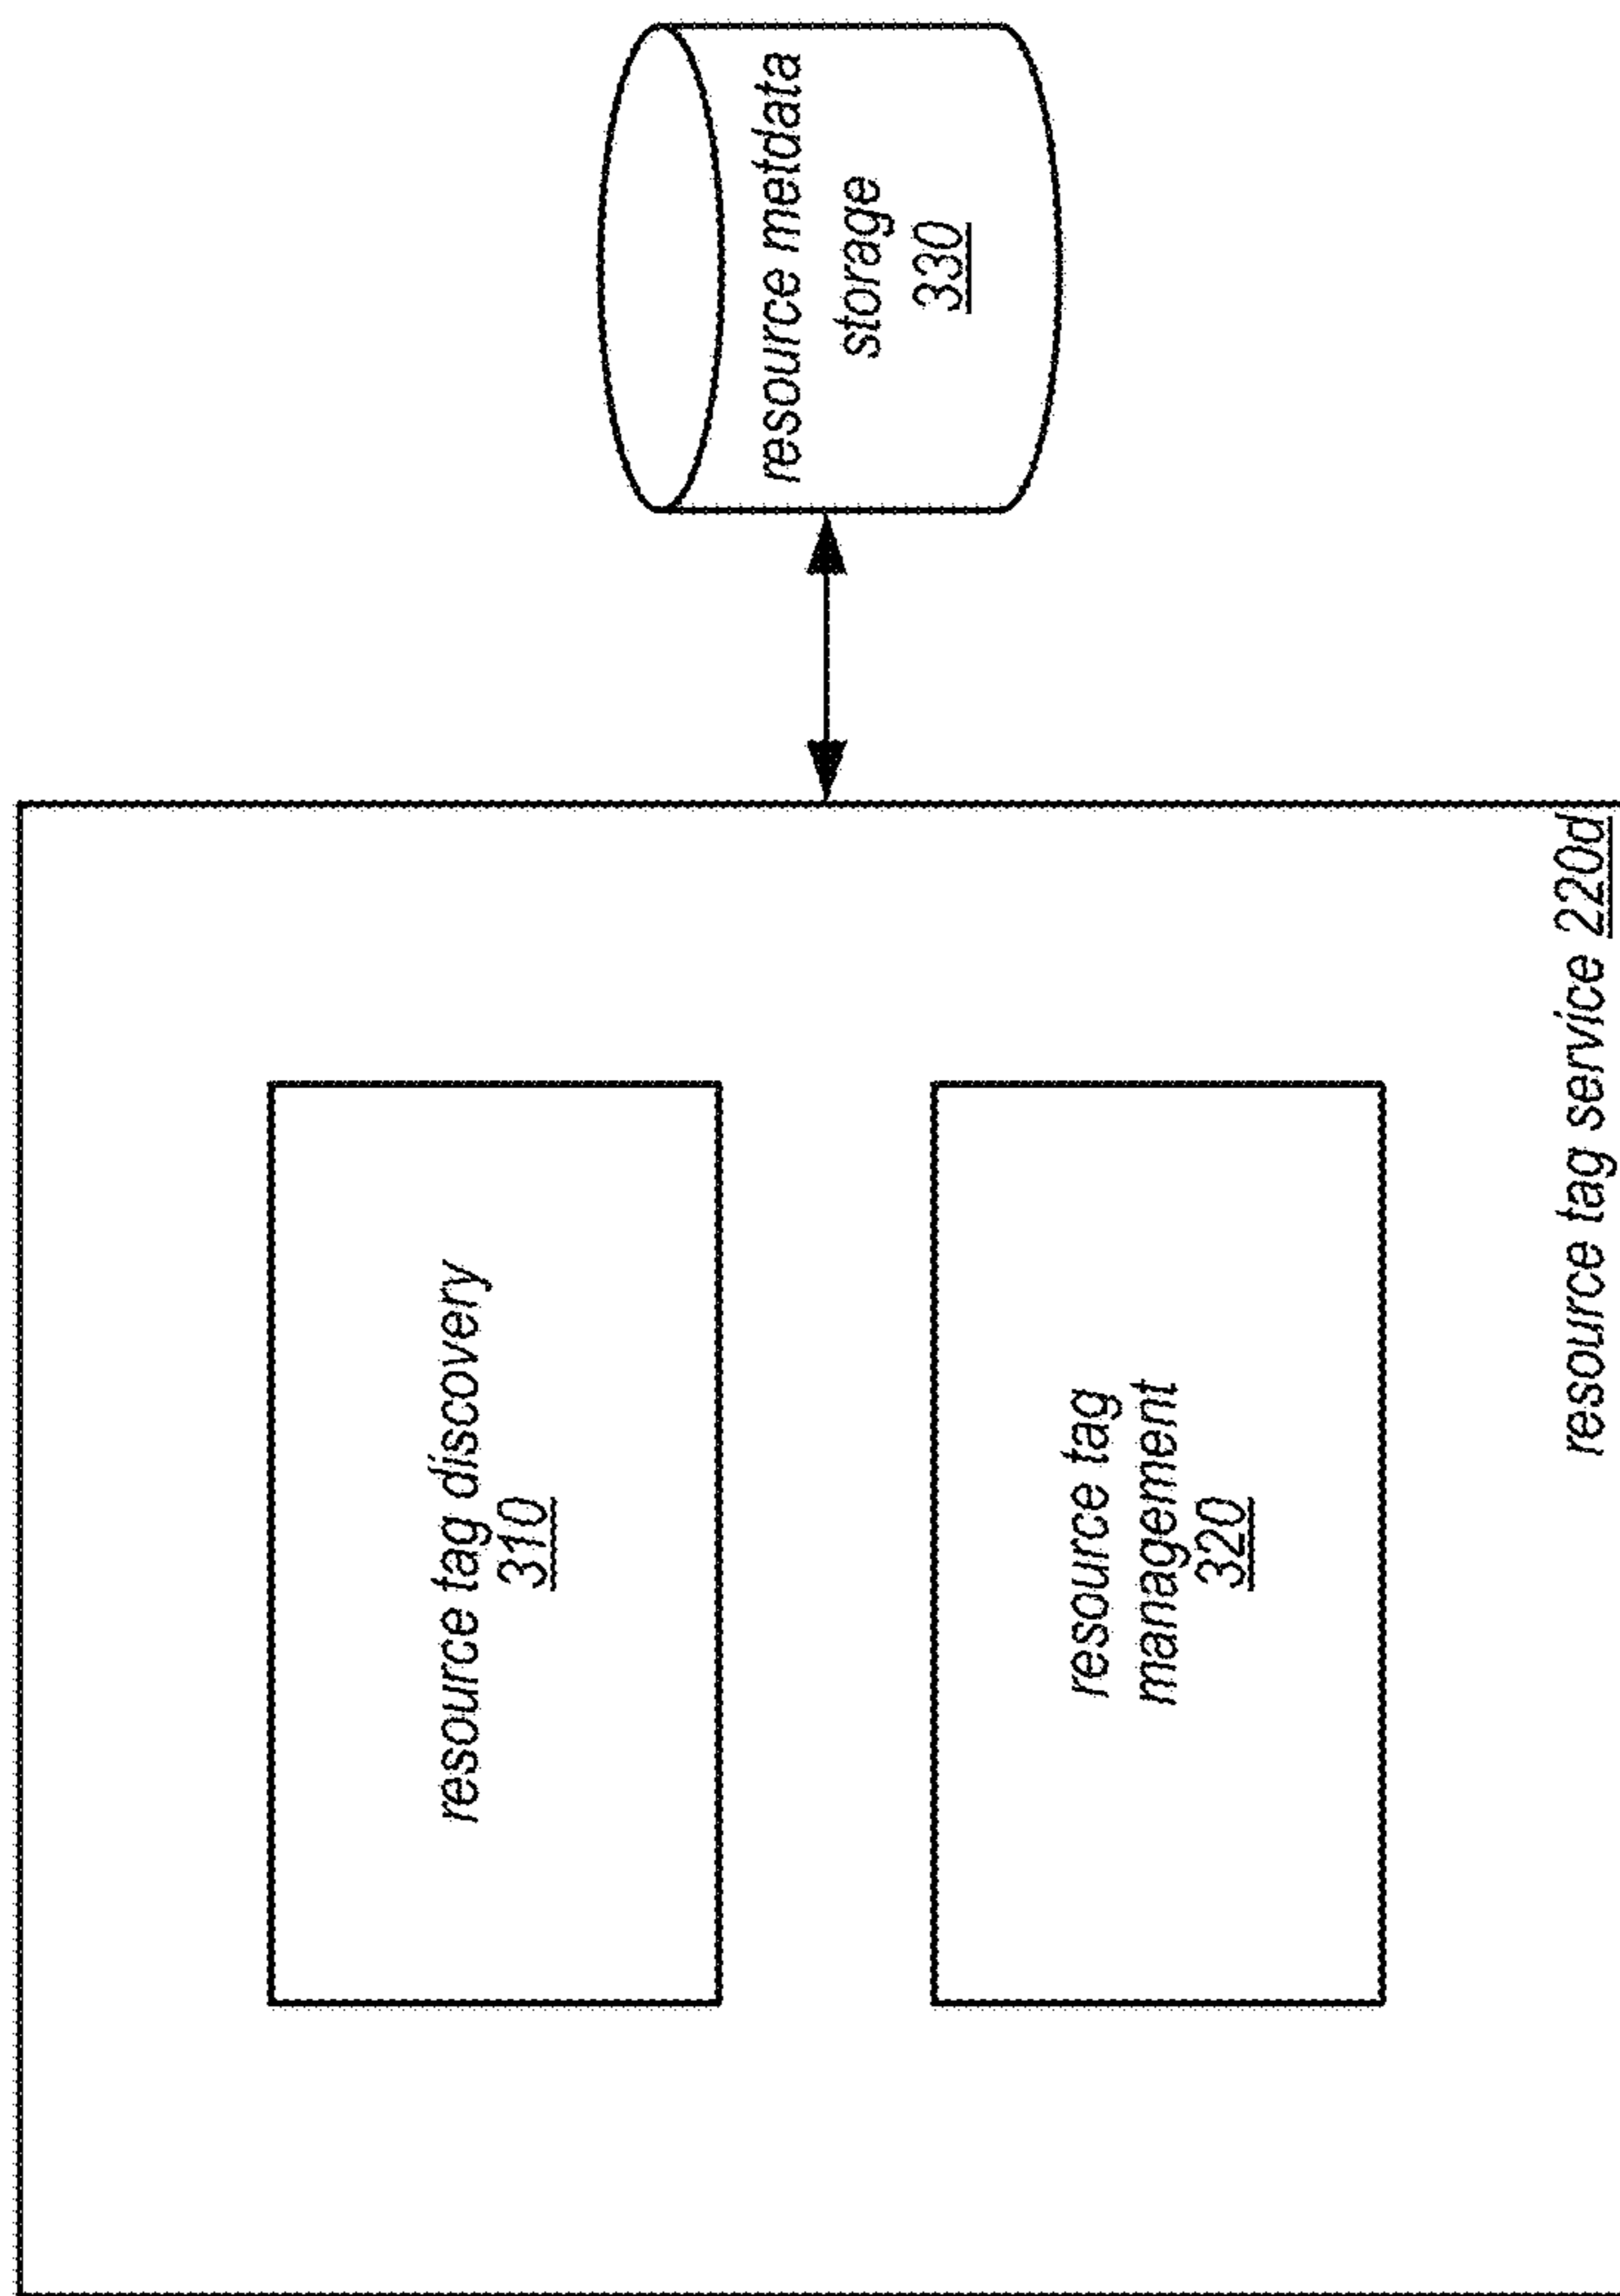 resource metdata
storage
330
resource tag discovery
310
resource tag
management
320
resource tag service 220d